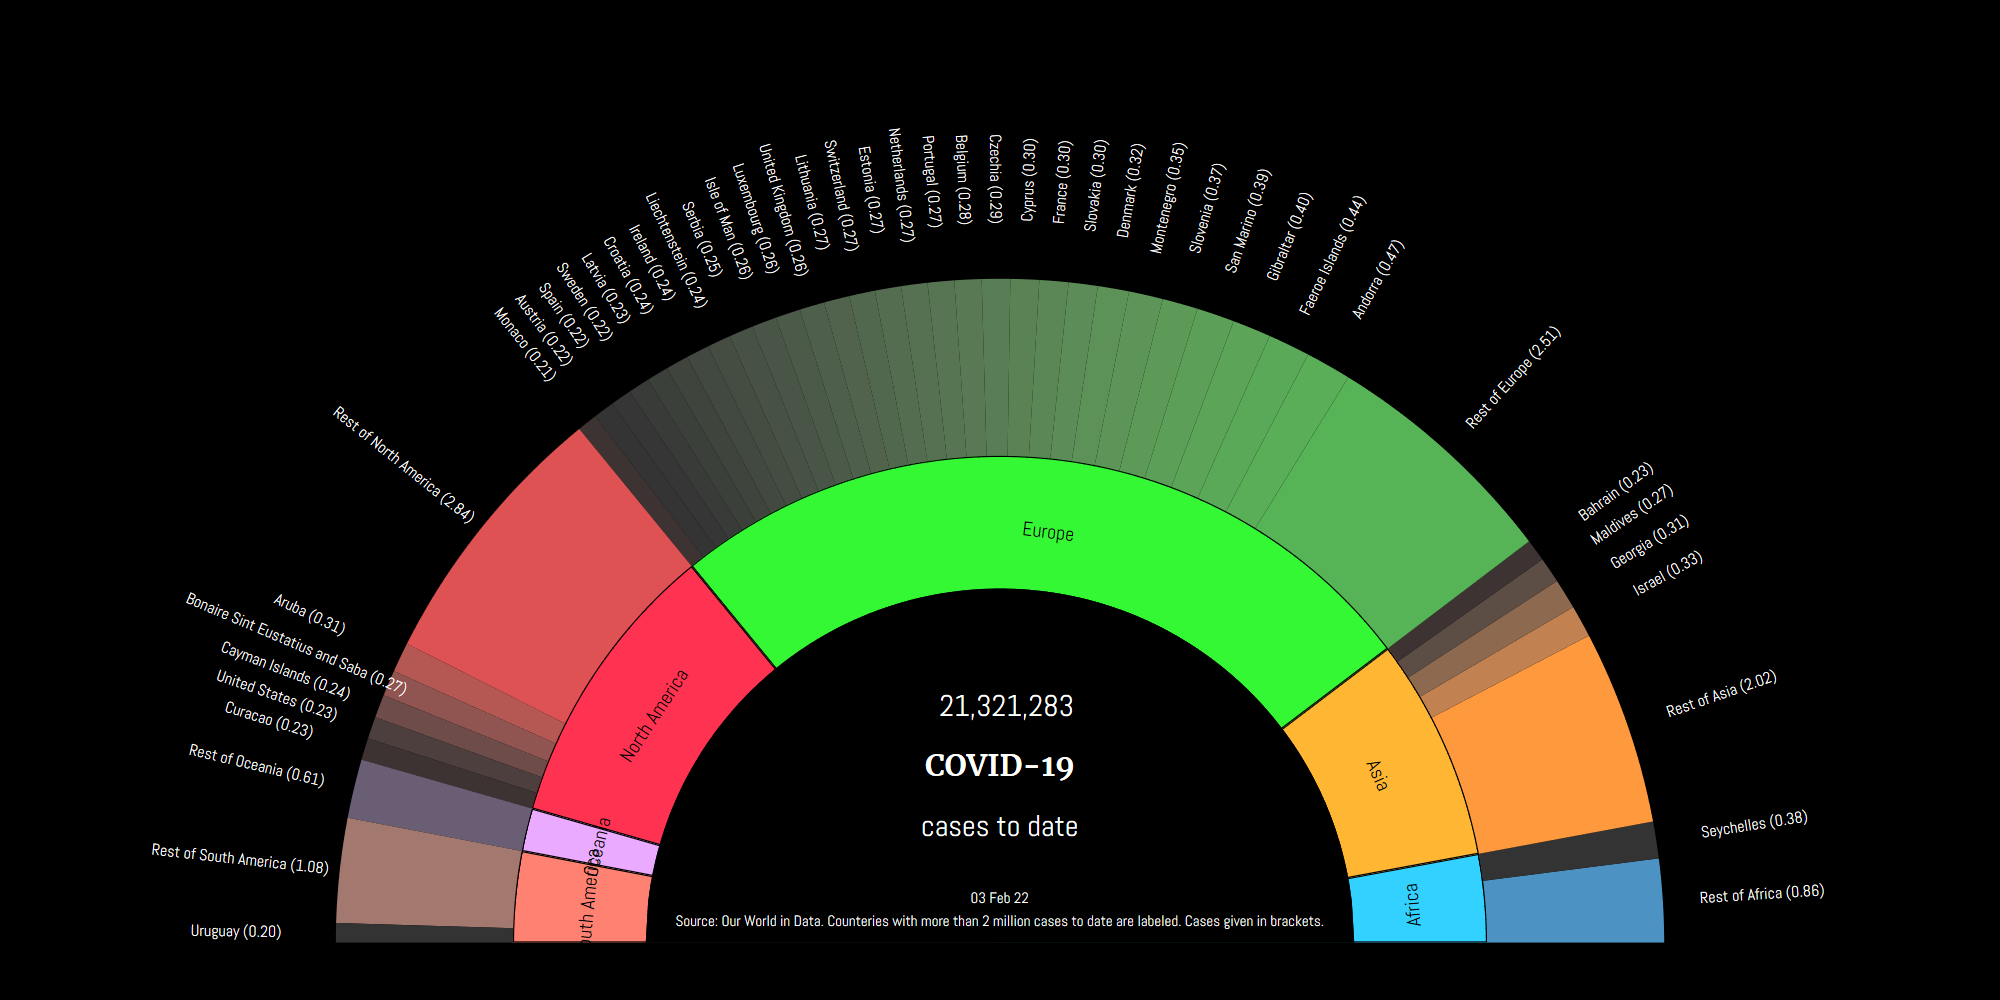 Uruguay (0.20)
Rest of South America (1.08)
Rest of Oceania (0.61)
Curacao (0.23)
United States (0.23)
Cayman Islands (0.24)
Bonaire Sint Eustatius and Saba (0.27)
Aruba (0.31)
Rest of North America (2.84)
Monaco (0.21)
Austria (0.22)
Spain (0.22)
Sweden (0.22)
Latvia (0.23)
Croatia (0.24)
Ireland (0.24)
Liechtenstein (0.24)
Serbia (0.25)
Isle of Man (0.26)
Luxembourg (0.26)
United Kingdom (0.26)
Lithuania (0.27)
Switzerland (0.27)
Estonia (0.27)
Netherlands (0.27)
Portugal (0.27)
Belgium (0.28)
Czechia (0.29)
Cyprus (0.30)
France (0.30)
Slovakia (0.30)
Denmark (0.32)
Montenegro (0.35)
Slovenia (0.37)
San Marino (0.39)
Gibraltar (0.40)
Faeroe Islands (0.44)
Andorra (0.47)
Rest of Europe (2.51)
Bahrain (0.23)
Maldives (0.27)
Georgia (0.31)
Israel (0.33)
Rest of Asia (2.02)
Seychelles (0.38)
Rest of Africa (0.86)
outh America
Oceania
North America
Europe
Asia
Africa
21,321,283
COVID-19
cases to date
03 Feb 22
Source: Our World in Data. Counteries with more than 2 million cases to date are labeled. Cases given in brackets.